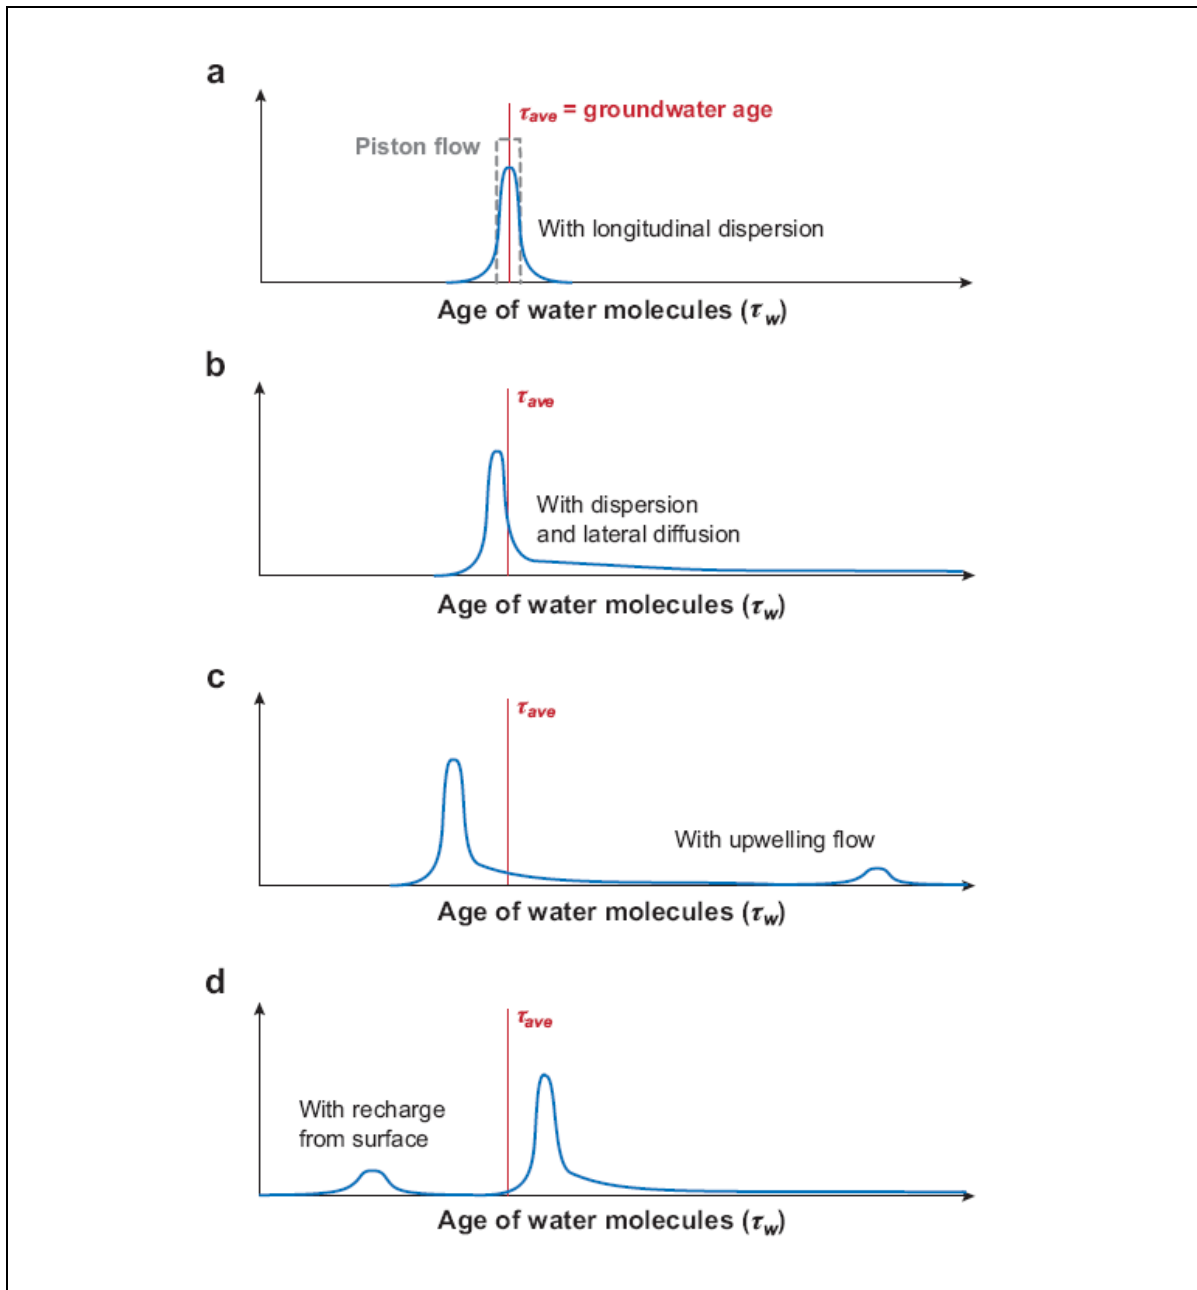 a
τave = groundwater age
Piston flow
With longitudinal dispersion
Age of water molecules (τw)
b
τave
With dispersion
and lateral diffusion
Age of water molecules (τw)
c
τave
With upwelling flow
Age of water molecules (τw)
d
τave
With recharge
from surface
Age of water molecules (τw)